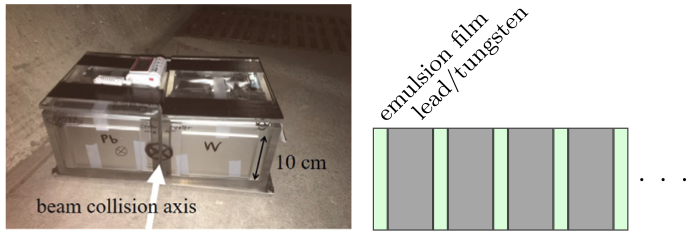 Pb
W
10 cm
beam collision axis
emulsion film
lead/tungsten
. . .